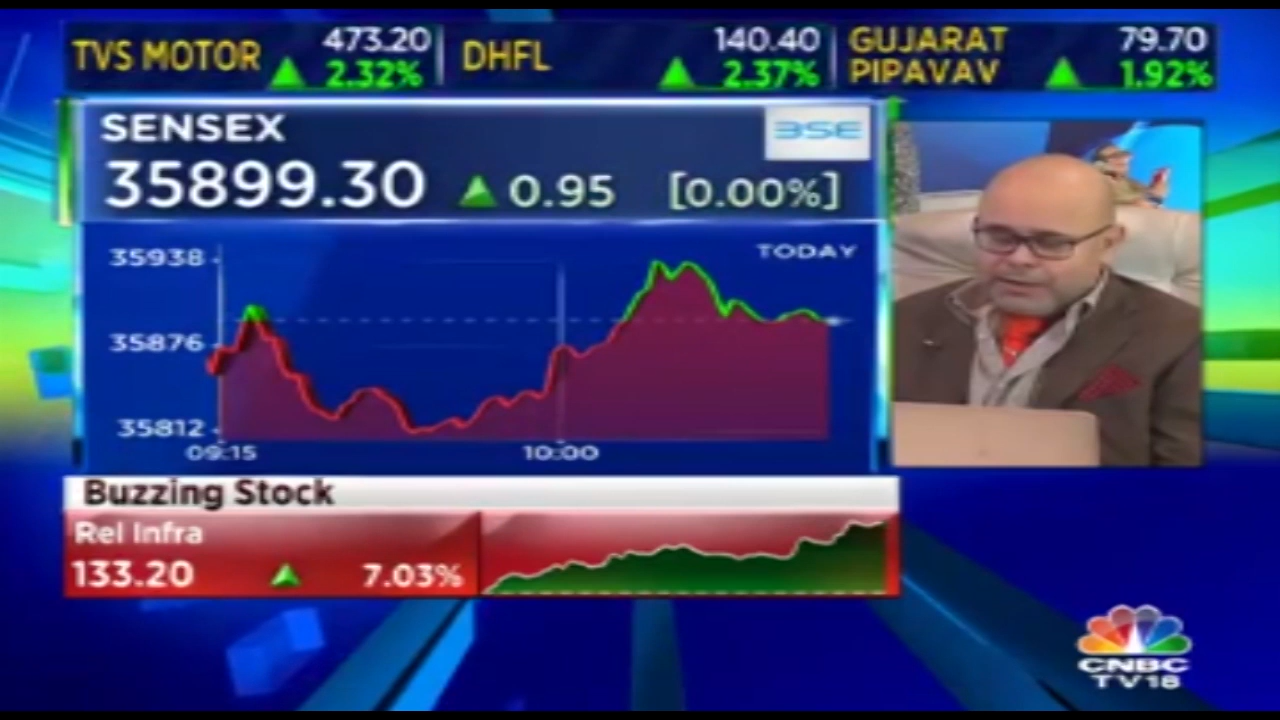 TVS MOTOR 473.20 2.32%
DHFL 140.40 2.37%
GUJARAT PIPAVAV 79.70 1.92%
SENSEX
BSE
35899.30 0.95 [0.00%]
TODAY
35938
35876
35812
09:15 10:00
Buzzing Stock
Rel Infra
133.20 7.03%
CNBC
TV18